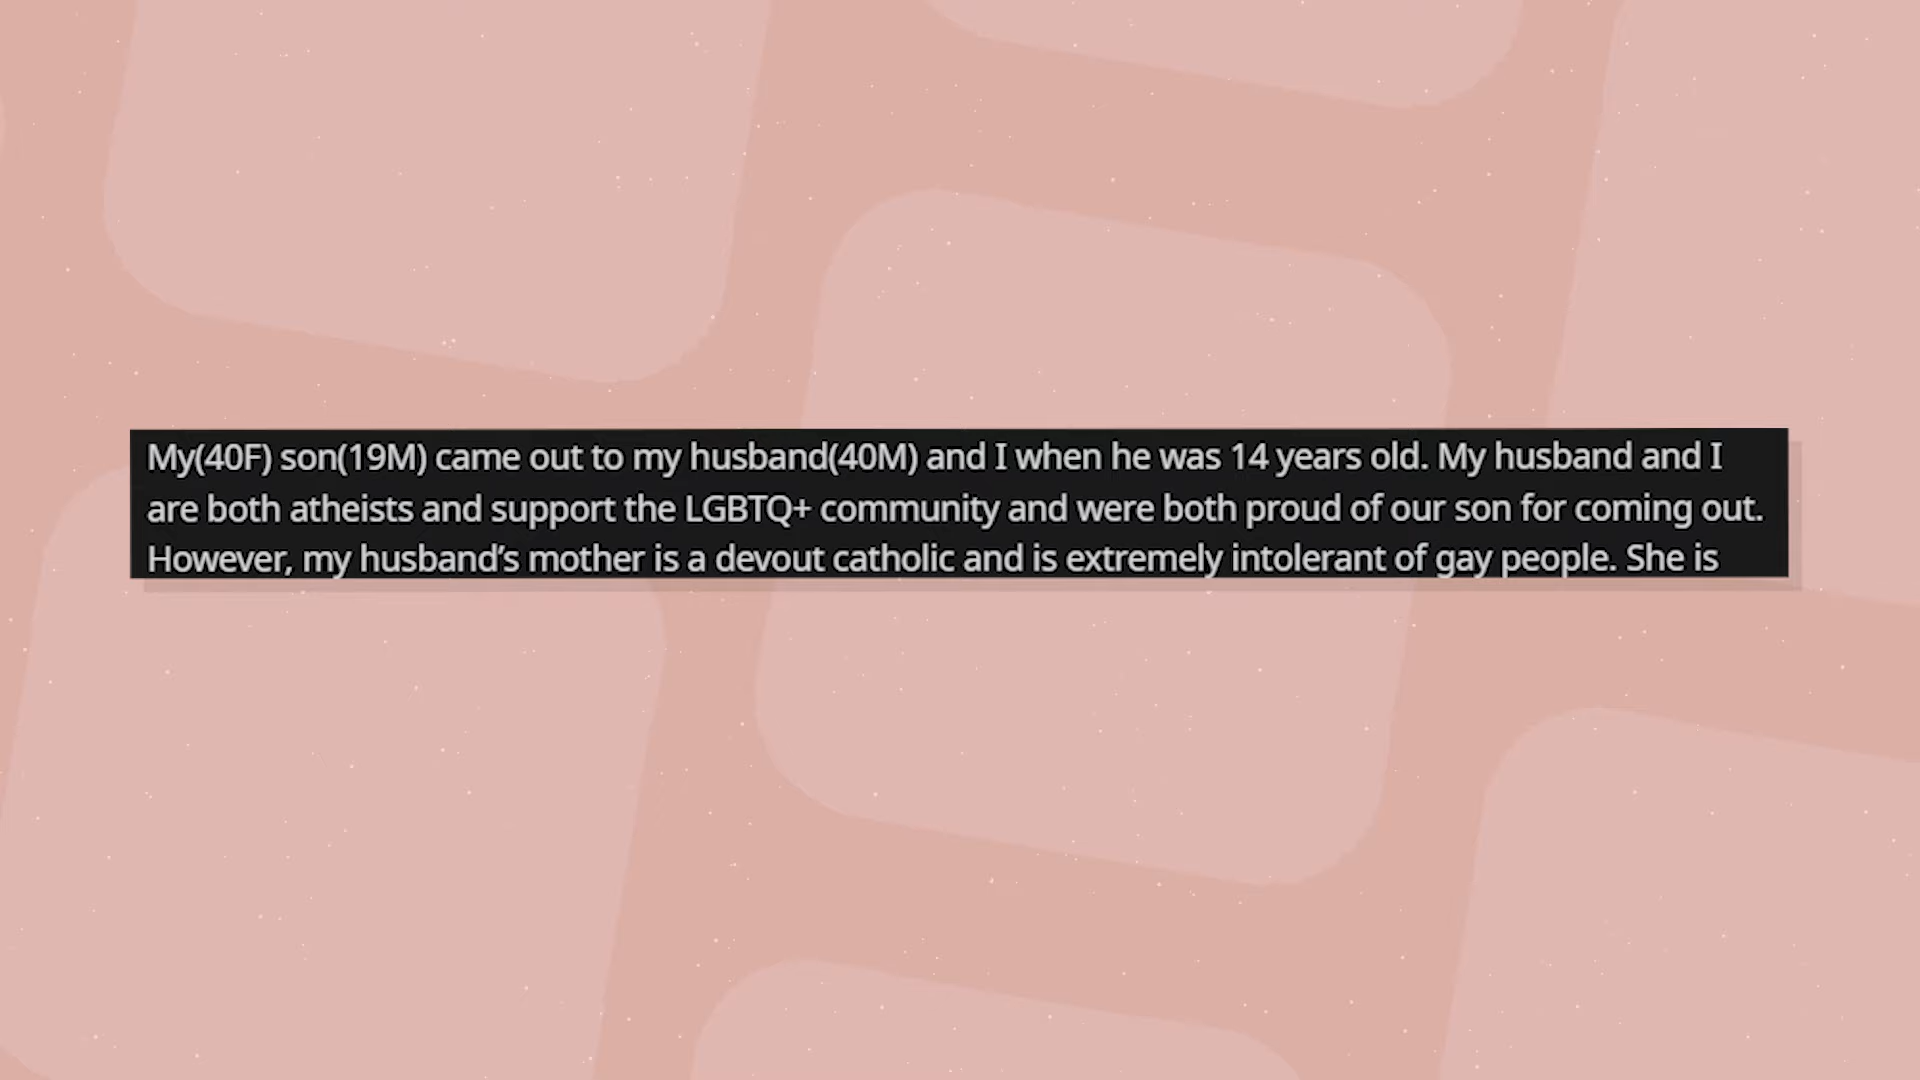 My(40F) son(19M) came out to my husband(40M) and I when he was 14 years old. My husband and I
are both atheists and support the LGBTQ+ community and were both proud of our son for coming out.
However, my husband’s mother is a devout catholic and is extremely intolerant of gay people. She is